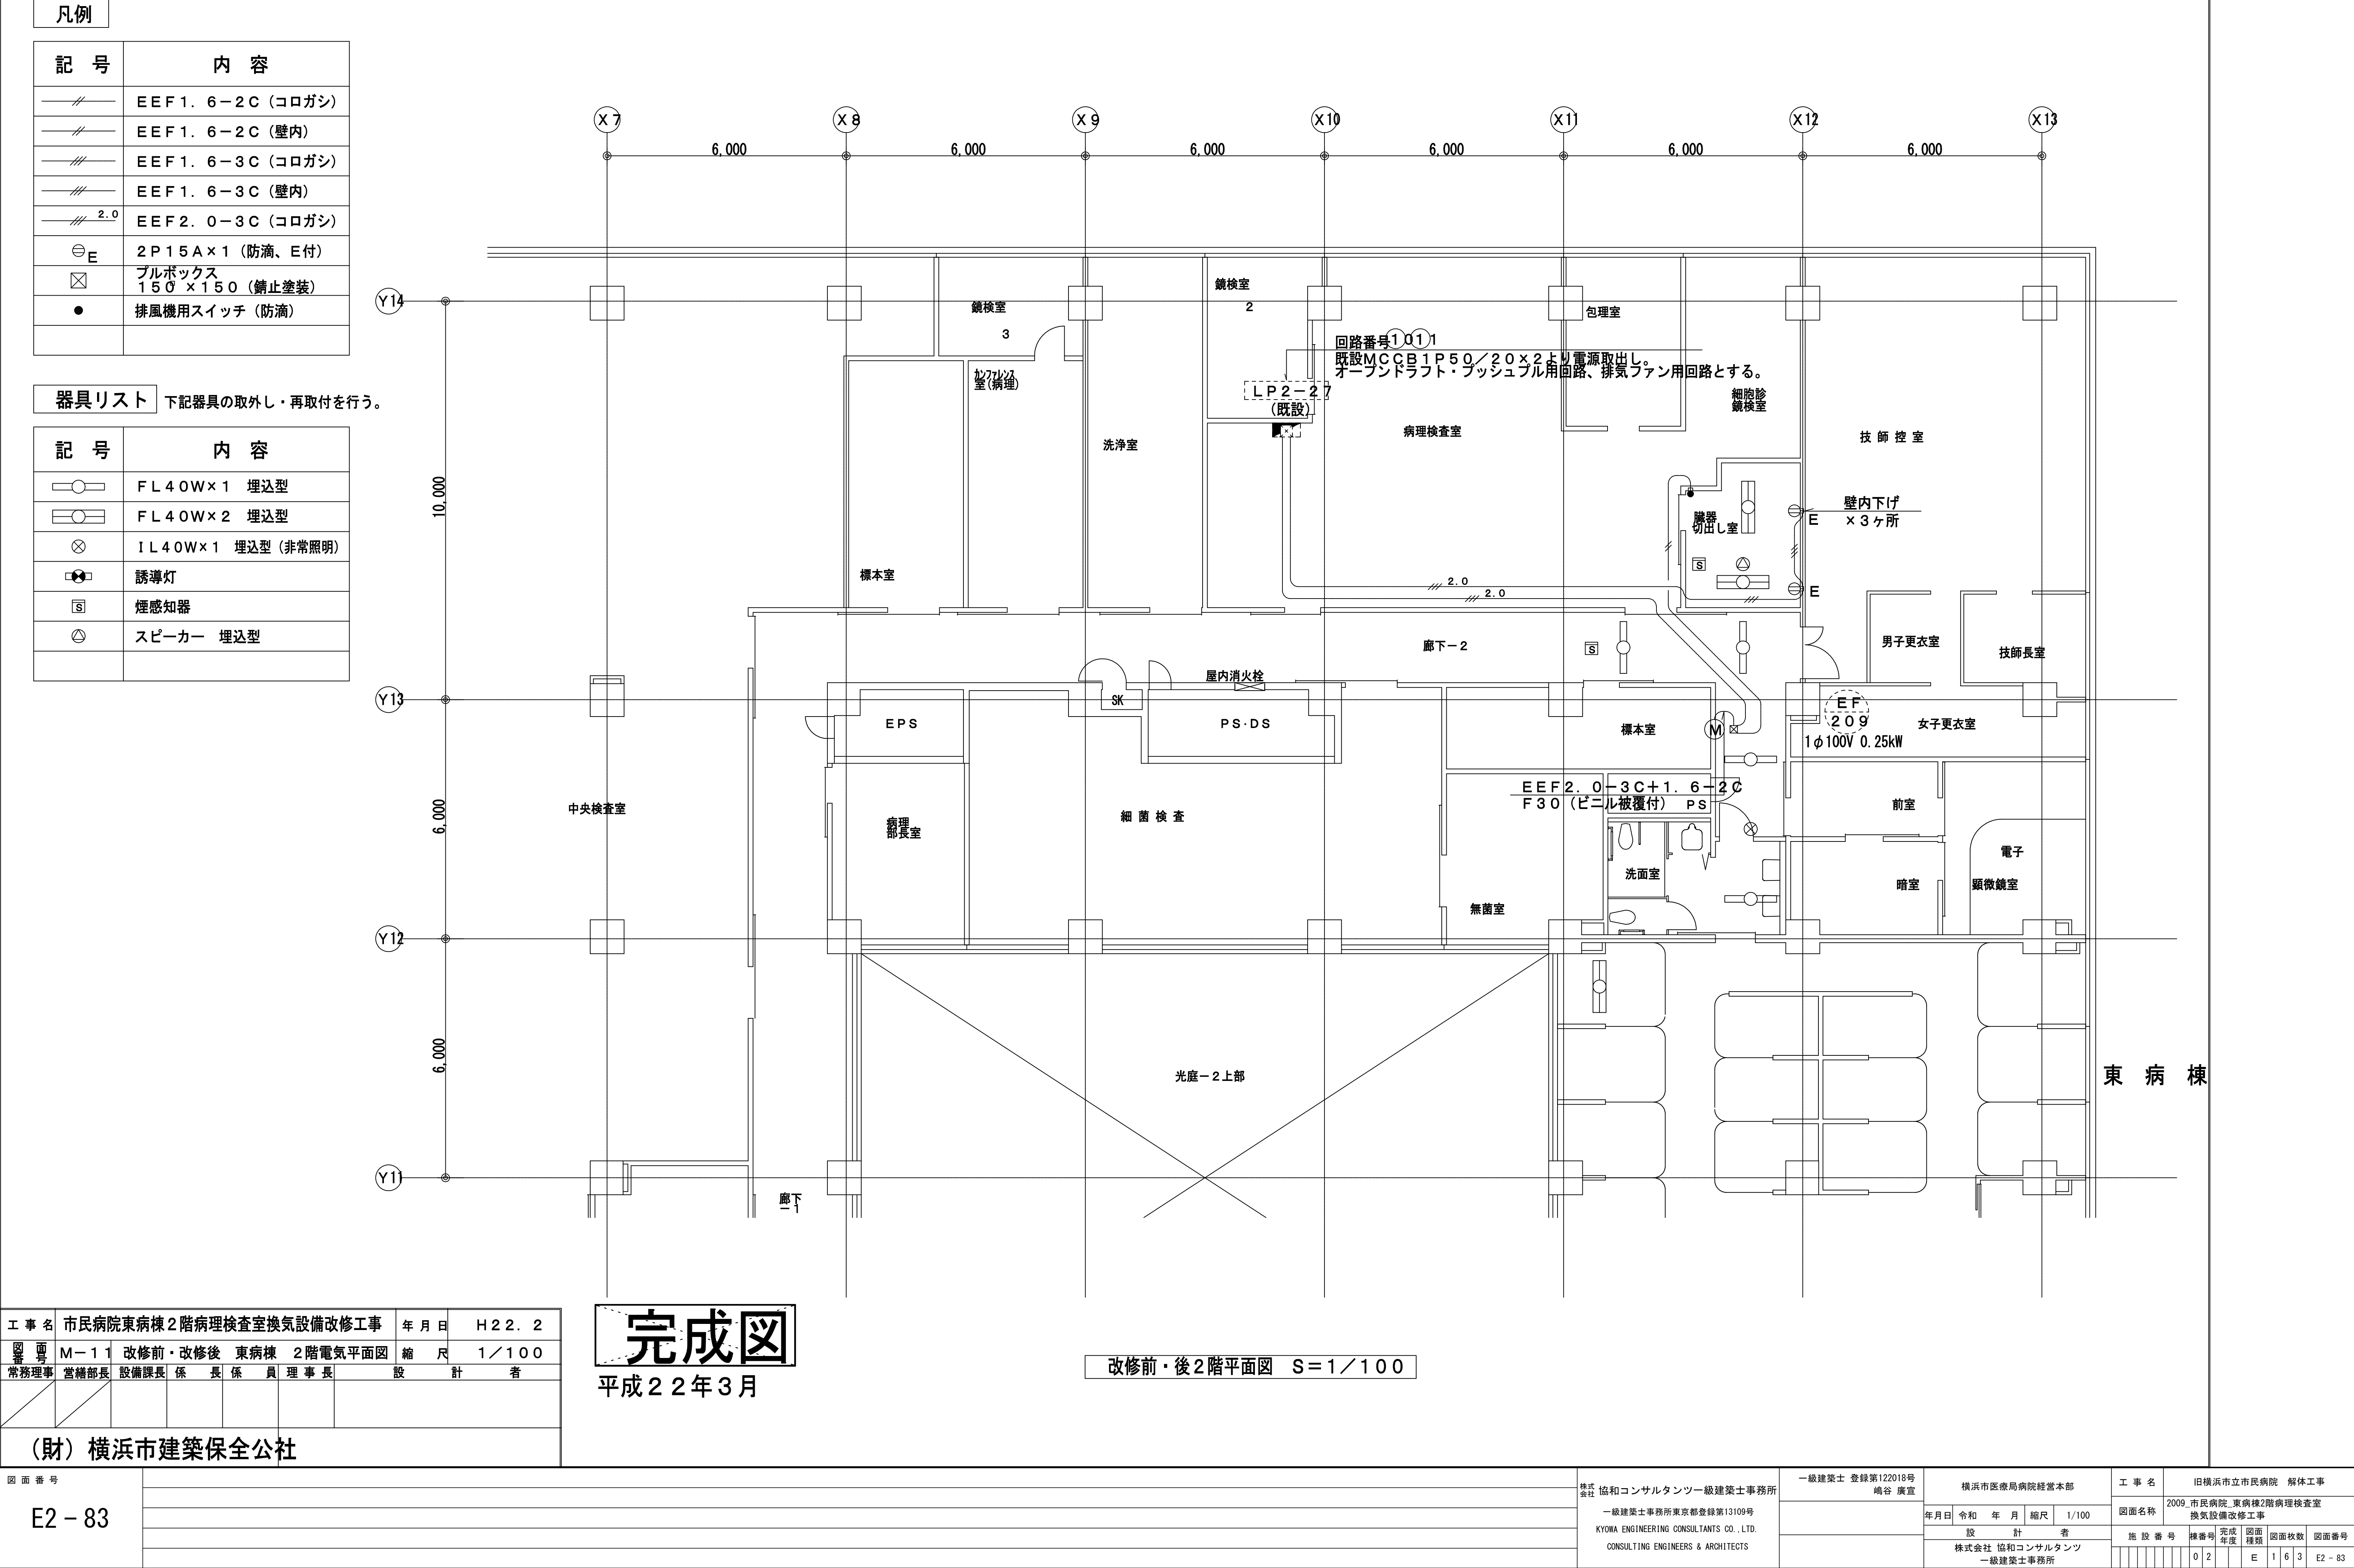 凡例
記 号 内 容
EEF1.6-2C(コロガシ)
EEF1.6-2C(壁内)
EEF1.6-3C(コロガシ)
EEF1.6-3C(壁内)
2.0 EEF2.0-3C(コロガシ)
E 2P15A×1(防滴、E付)
プルボックス
150□×150(錆止塗装)
排風機用スイッチ(防滴)
器具リスト 下記器具の取外し・再取付を行う。
記 号 内 容
FL40W×1 埋込型
FL40W×2 埋込型
IL40W×1 埋込型(非常照明)
誘導灯
S 煙感知器
スピーカー 埋込型
X7 X8 X9 X10 X11 X12 X13
6,000 6,000 6,000 6,000 6,000 6,000
Y14
10,000
Y13
6,000
Y12
6,000
Y11
鏡検室
3
鏡検室
2
包理室
回路番号 10 11
既設MCCB1P50/20×2より電源取出し。
オープンドラフト・プッシュプル用回路、排気ファン用回路とする。
カンファレンス
室(病理)
LP2-27
(既設)
細胞診
鏡検室
洗浄室
病理検査室
技師控室
壁内下げ
×3ヶ所
E
臓器
切出し室
S
標本室
2.0
2.0
E
廊下-2
S
男子更衣室
技師長室
屋内消火栓
SK
EPS
PS·DS
標本室
M
EF
209
1φ100V 0.25kW
女子更衣室
EEF2.0-3C+1.6-2C
F30(ビニル被覆付) PS
中央検査室
病理
部長室
細菌検査
前室
電子
顕微鏡室
洗面室
暗室
無菌室
光庭-2上部
東病棟
廊下
-1
工事名 市民病院東病棟2階病理検査室換気設備改修工事 年月日 H22.2
図面番号 M-11 改修前・改修後 東病棟 2階電気平面図 縮尺 1/100
常務理事 営繕部長 設備課長 係長 係員 理事長 設計者
(財)横浜市建築保全公社
完成図
平成22年3月
改修前・後2階平面図 S=1/100
図面番号
E2-83
株式会社 協和コンサルタンツ一級建築士事務所
一級建築士事務所東京都登録第13109号
KYOWA ENGINEERING CONSULTANTS CO.,LTD.
CONSULTING ENGINEERS & ARCHITECTS
一級建築士 登録第122018号
嶋谷 廣宣
横浜市医療局病院経営本部
年月日 令和 年 月 縮尺 1/100
設計者
株式会社 協和コンサルタンツ
一級建築士事務所
工事名 旧横浜市立市民病院 解体工事
図面名称 2009_市民病院_東病棟2階病理検査室
換気設備改修工事
施設番号 棟番号 完成年度 図面種類 図面枚数 図面番号
02 E 163 E2-83